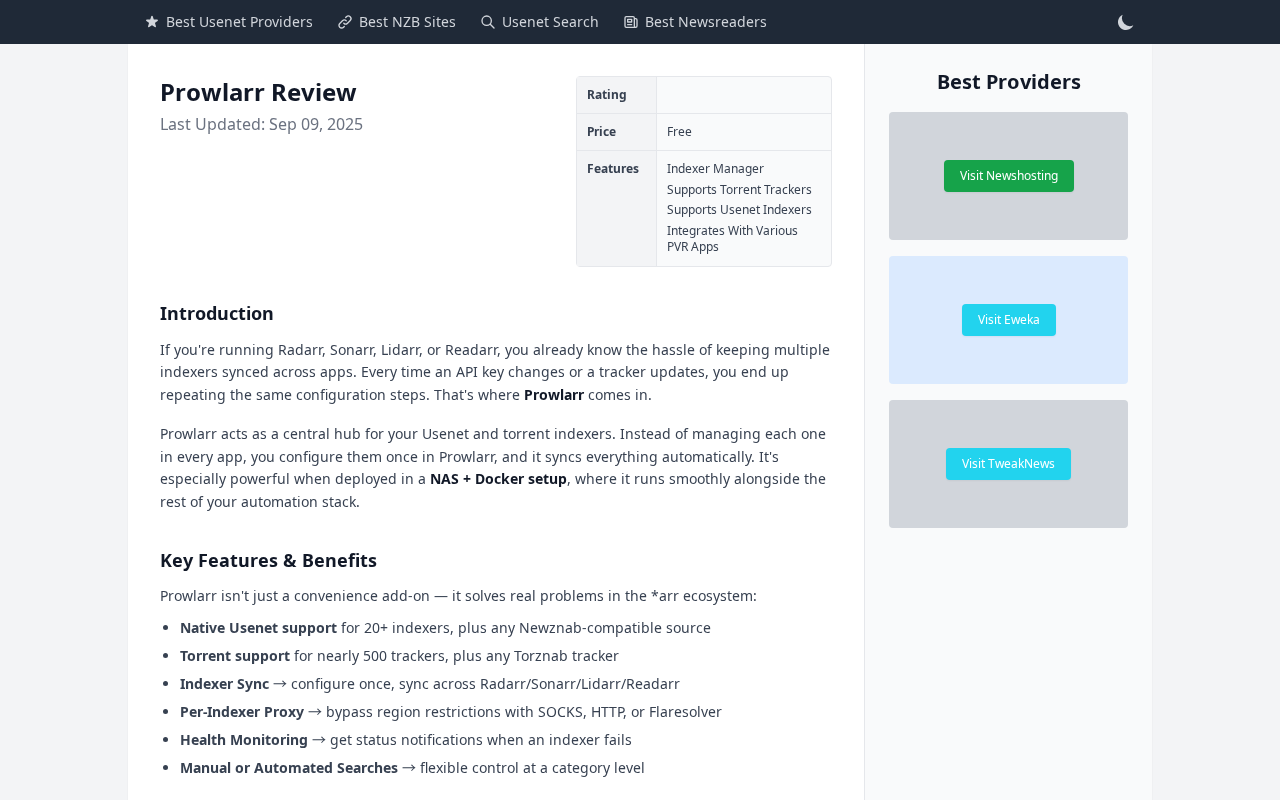 Best Usenet Providers
Best NZB Sites
Usenet Search
Best Newsreaders
Prowlarr Review
Last Updated: Sep 09, 2025
Rating
Price
Free
Features
Indexer Manager
Supports Torrent Trackers
Supports Usenet Indexers
Integrates With Various
PVR Apps
Introduction
If you're running Radarr, Sonarr, Lidarr, or Readarr, you already know the hassle of keeping multiple
indexers synced across apps. Every time an API key changes or a tracker updates, you end up
repeating the same configuration steps. That's where Prowlarr comes in.
Prowlarr acts as a central hub for your Usenet and torrent indexers. Instead of managing each one
in every app, you configure them once in Prowlarr, and it syncs everything automatically. It's
especially powerful when deployed in a NAS + Docker setup, where it runs smoothly alongside the
rest of your automation stack.
Key Features & Benefits
Prowlarr isn't just a convenience add-on — it solves real problems in the *arr ecosystem:
• Native Usenet support for 20+ indexers, plus any Newznab-compatible source
• Torrent support for nearly 500 trackers, plus any Torznab tracker
• Indexer Sync → configure once, sync across Radarr/Sonarr/Lidarr/Readarr
• Per-Indexer Proxy → bypass region restrictions with SOCKS, HTTP, or Flaresolver
• Health Monitoring → get status notifications when an indexer fails
• Manual or Automated Searches → flexible control at a category level
Best Providers
Visit Newshosting
Visit Eweka
Visit TweakNews